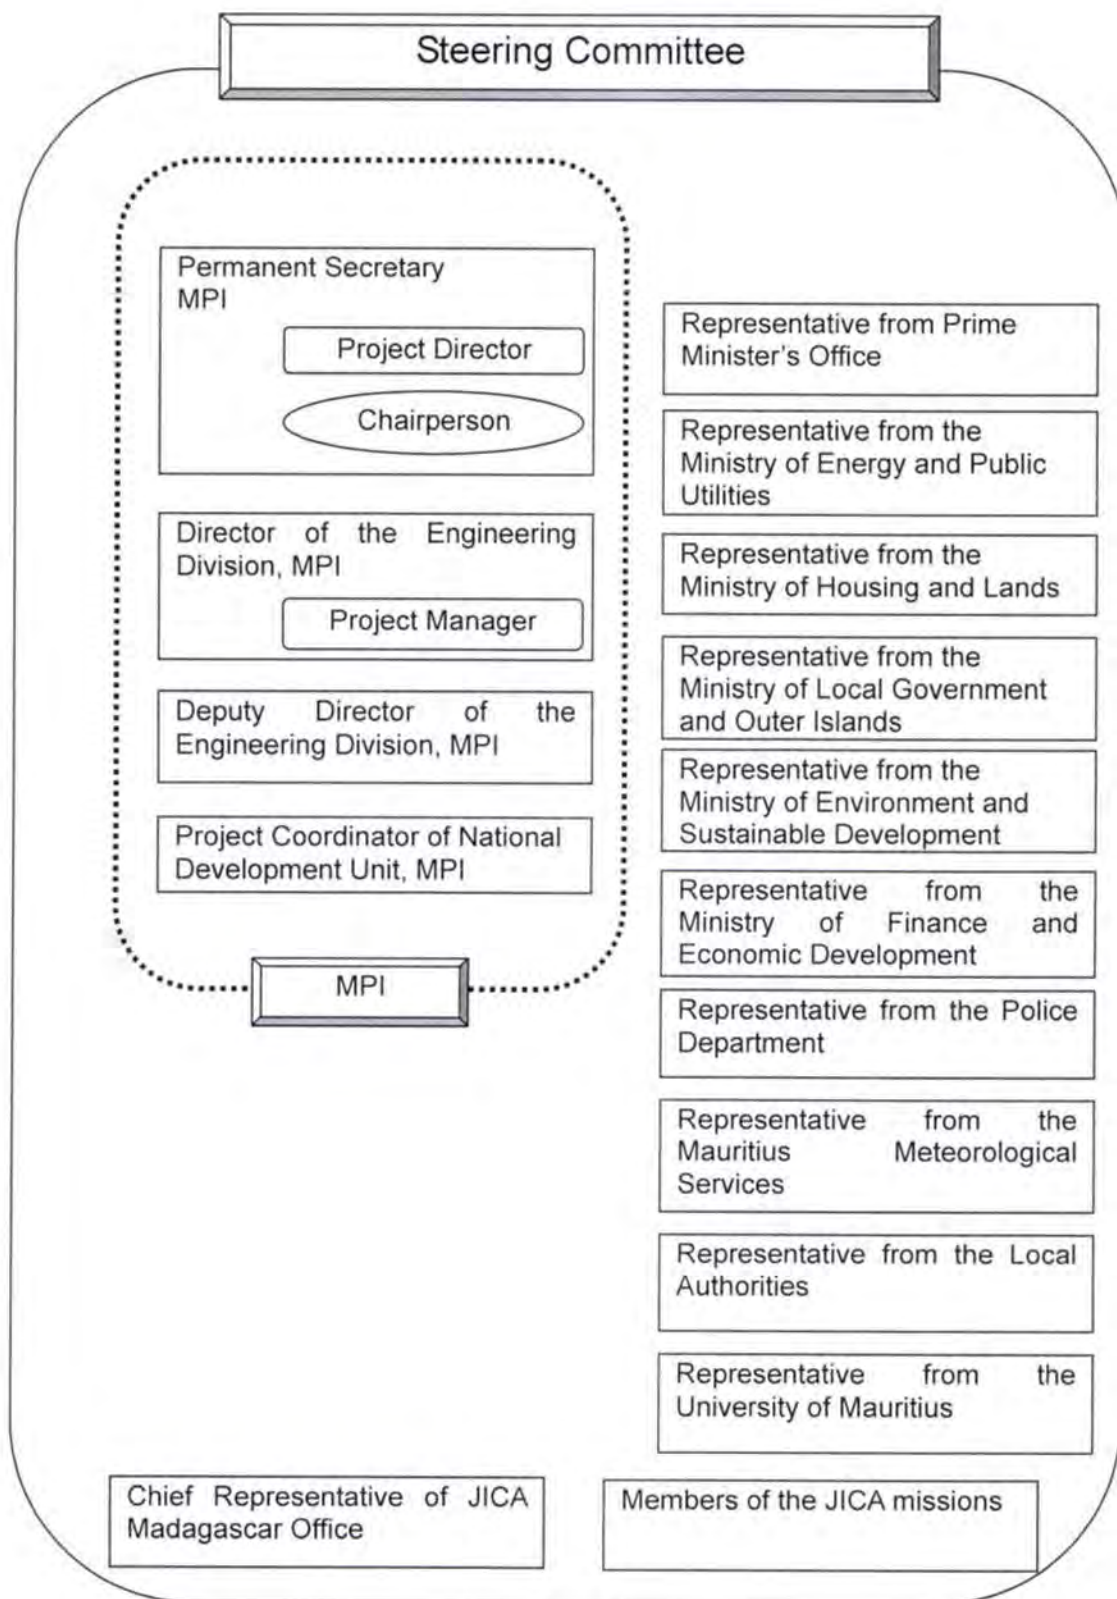 Steering Committee
Permanent Secretary
MPI
Project Director
Chairperson
Director of the Engineering
Division, MPI
Project Manager
Deputy Director of the
Engineering Division, MPI
Project Coordinator of National
Development Unit, MPI
MPI
Representative from Prime
Minister's Office
Representative from the
Ministry of Energy and Public
Utilities
Representative from the
Ministry of Housing and Lands
Representative from the
Ministry of Local Government
and Outer Islands
Representative from the
Ministry of Environment and
Sustainable Development
Representative from the
Ministry of Finance and
Economic Development
Representative from the Police
Department
Representative from the
Mauritius Meteorological
Services
Representative from the Local
Authorities
Representative from the
University of Mauritius
Chief Representative of JICA
Madagascar Office
Members of the JICA missions